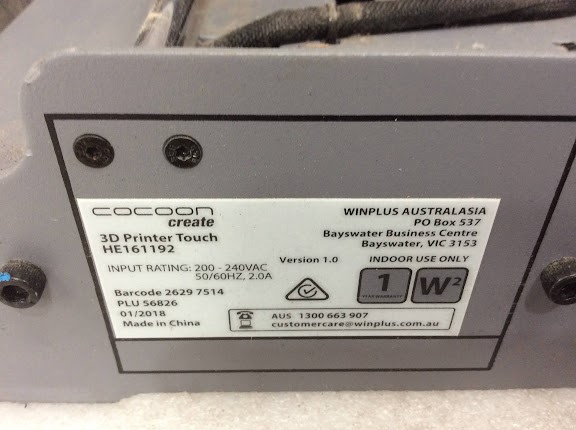 COCOON
create
3D Printer Touch
HE161192
INPUT RATING: 200 - 240VAC
50/60HZ, 2.0A
Barcode 2629 7514
PLU 56826
01/2018
Made in China
WINPLUS AUSTRALASIA
PO Box 537
Bayswater Business Centre
Bayswater, VIC 3153
Version 1.0
INDOOR USE ONLY
1
YEAR WARRANTY
W²
AUS 1300 663 907
customercare@winplus.com.au